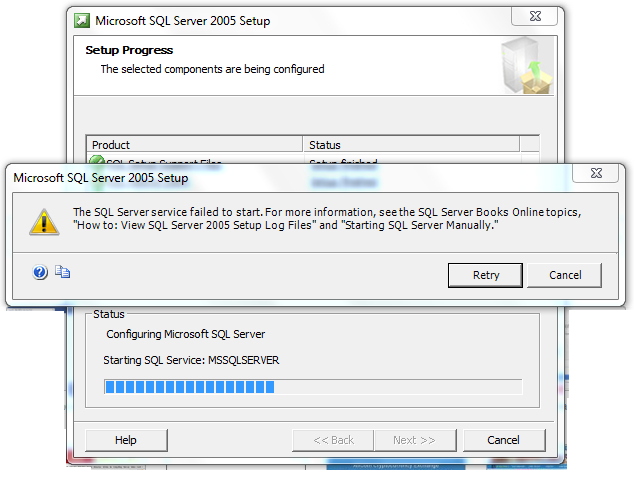 Microsoft SQL Server 2005 Setup
Setup Progress
The selected components are being configured
Product Status
SQL Setup Support Files Setup finished
Microsoft SQL Server 2005 Setup
The SQL Server service failed to start. For more information, see the SQL Server Books Online topics,
"How to: View SQL Server 2005 Setup Log Files" and "Starting SQL Server Manually."
Retry Cancel
Status
Configuring Microsoft SQL Server
Starting SQL Service: MSSQLSERVER
Help << Back Next >> Cancel